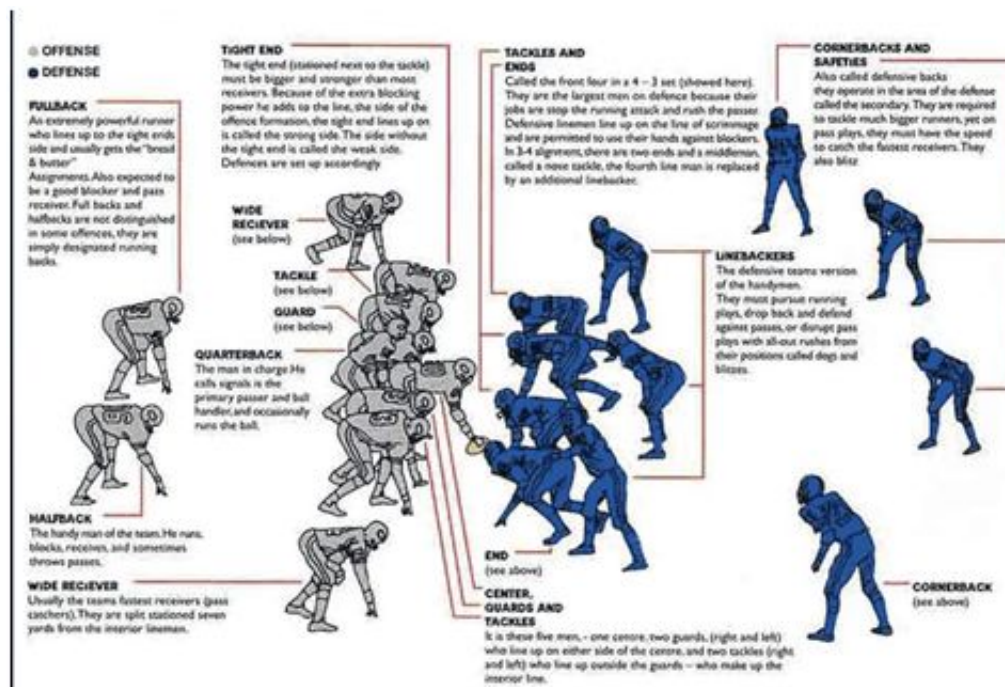 OFFENSE
DEFENSE
FULLBACK
An extremely powerful runner
who lines up to the tight ends
side and usually gets the "bread
& butter"
Assignments. Also expected to
be a good blocker and pass
receiver. Full backs and
halfbacks are not distinguished
in some offences, they are
simply designated running
backs.
TIGHT END
The tight end (stationed next to the tackle)
must be bigger and stronger than most
receivers. Because of the extra blocking
power he adds to the line, the side of the
offence formation, the tight end lines up on
is called the strong side. The side without
the tight end is called the weak side.
Defences are set up accordingly.
WIDE
RECIEVER
(see below)
TACKLE
(see below)
GUARD
(see below)
QUARTERBACK
The man in charge. He
calls signals is the
primary passer and ball
handler, and occasionally
runs the ball.
HALFBACK
The handy man of the team. He runs,
blocks, receives, and sometimes
throws passes.
WIDE RECIEVER
Usually the teams fastest receivers (pass
catchers). They are split stationed seven
yards from the interior linemen.
TACKLES AND
ENDS
Called the front four in a 4 – 3 set (showed here).
They are the largest men on defence because their
jobs are stop the running attack and rush the passer.
Defensive linemen line up on the line of scrimmage
and are permitted to use their hands against blockers.
In 3-4 alignment, there are two ends and a middleman,
called a nove tackle, the fourth line man is replaced
by an additional linebacker.
CORNERBACKS AND
SAFETIES
Also called defensive backs
they operate in the area of the defense
called the secondary. They are required
to tackle much bigger runners, yet on
pass plays, they must have the speed
to catch the fastest receivers. They
also blitz
LINEBACKERS
The defensive teams version
of the handymen.
They must pursue running
plays, drop back and defend
against passes, or disrupt pass
plays with all-out rushes from
their positions called dogs and
blitzes.
END
(see above)
CENTER,
GUARDS AND
TACKLES
It is these five men, - one centre, two guards, (right and left)
who line up on either side of the centre, and two tackles (right
and left) who line up outside the guards – who make up the
interior line.
CORNERBACK
(see above)